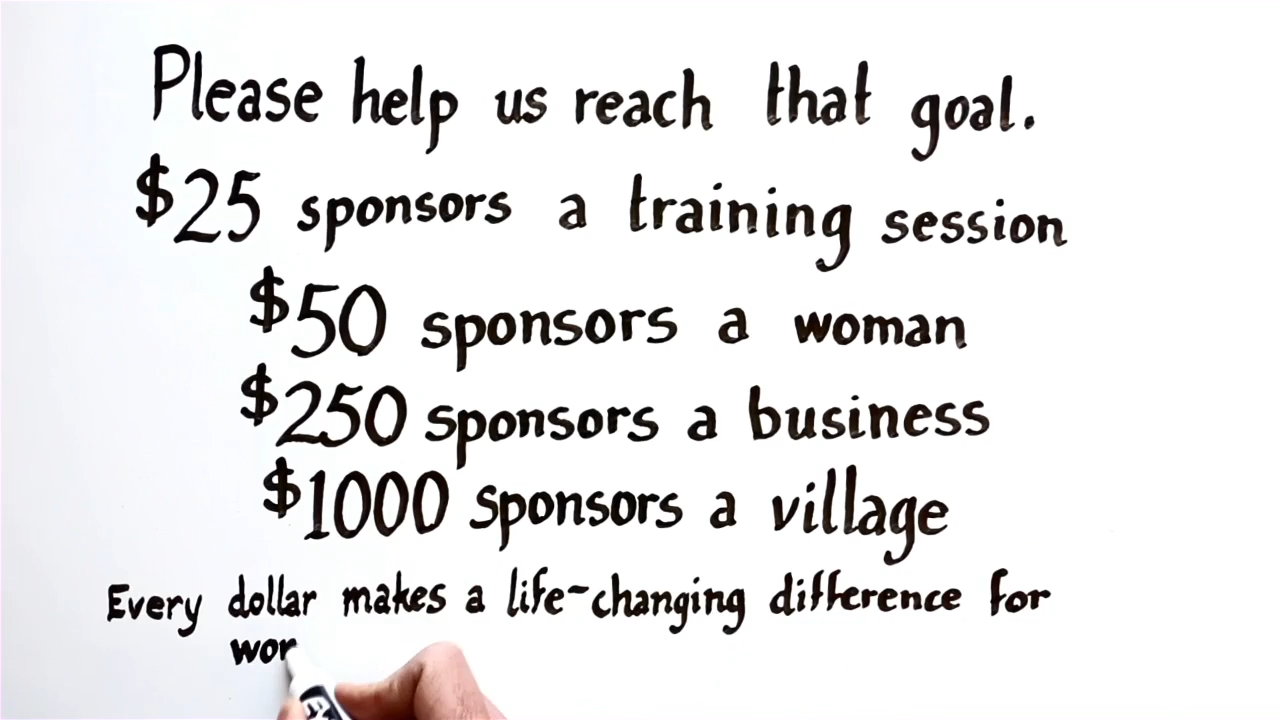 Please help us reach that goal.
$25 sponsors a training session
$50 sponsors a woman
$250 sponsors a business
$1000 sponsors a village
Every dollar makes a life-changing difference for
wor